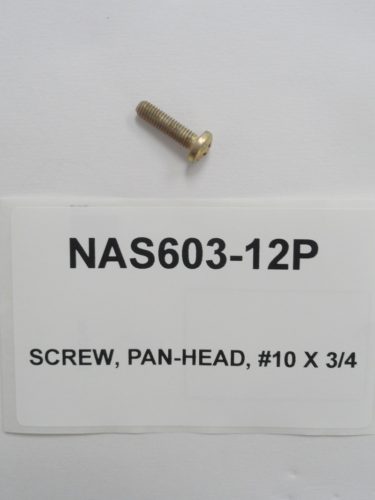 NAS603-12P
SCREW, PAN-HEAD, #10 X 3/4